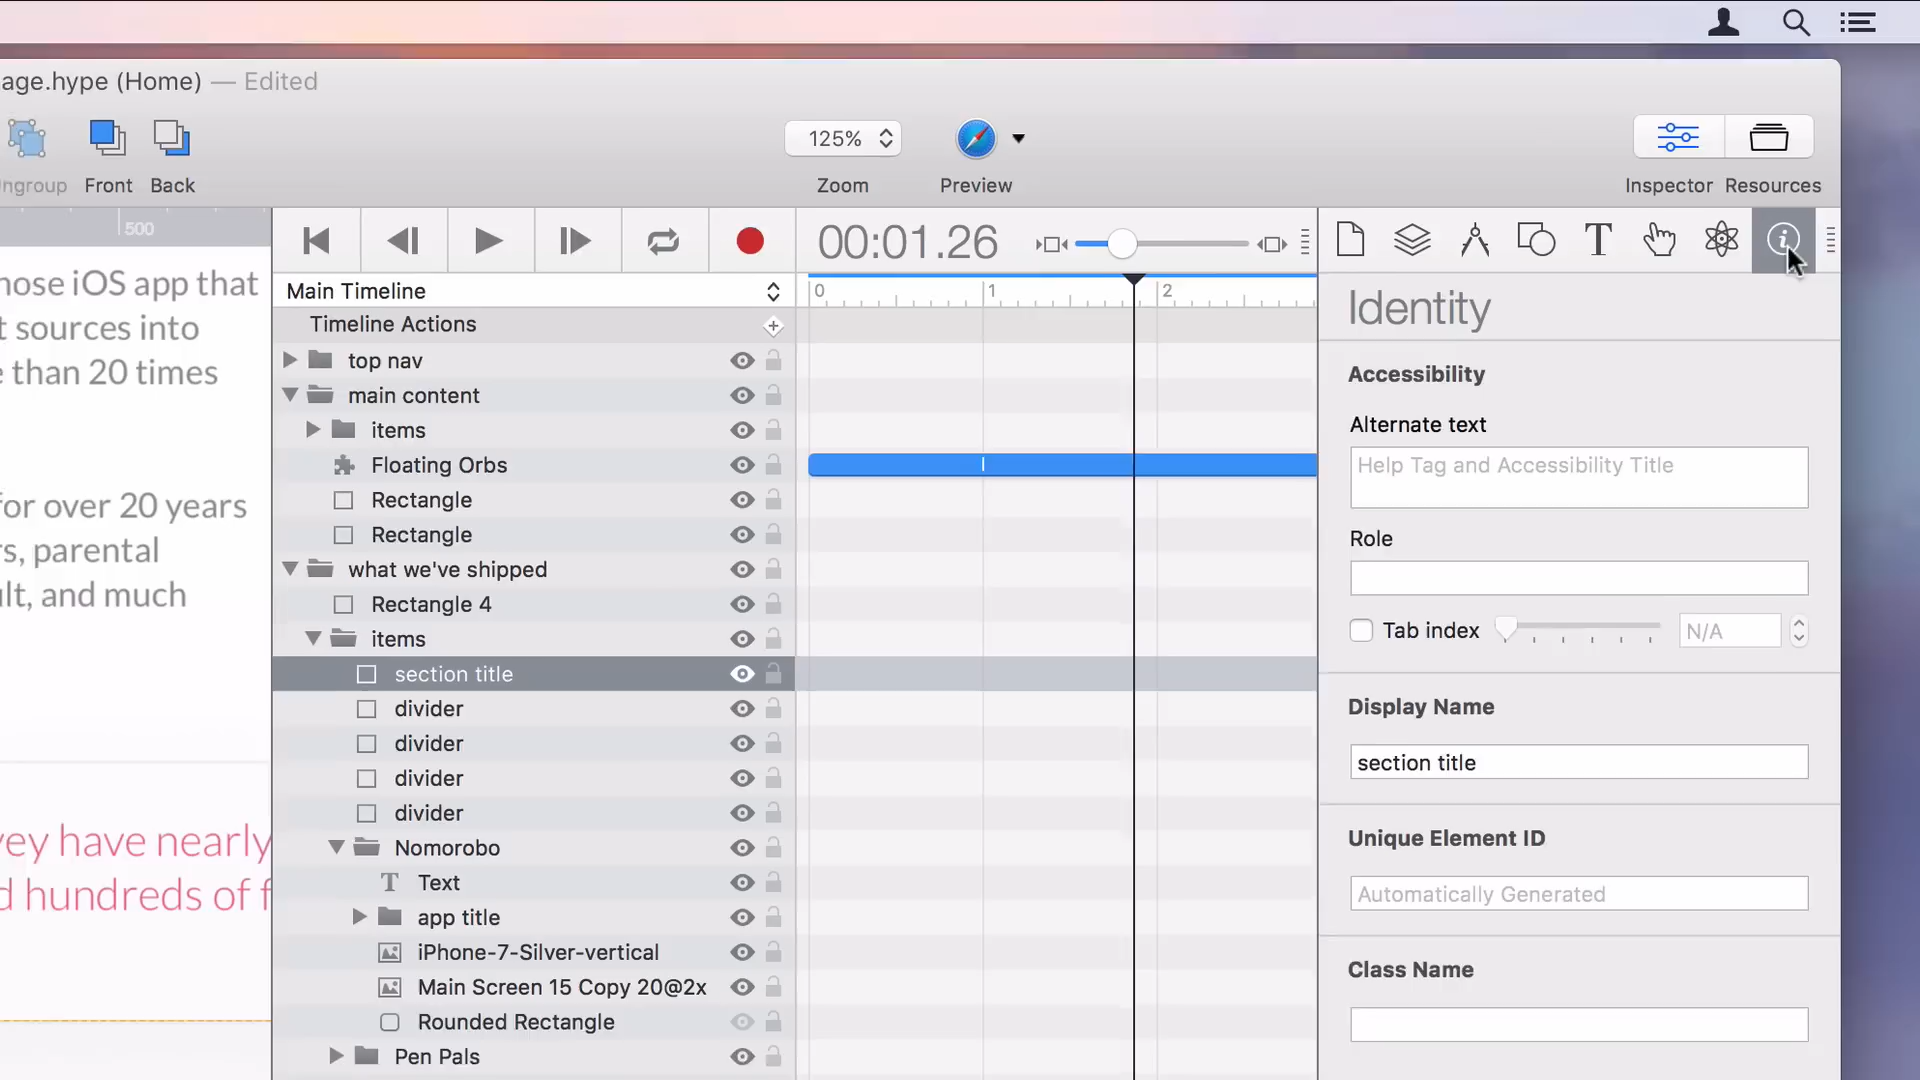 age.hype (Home) — Edited
ngroup
Front
Back
125%
Zoom
Preview
Inspector
Resources
500
nose iOS app that
t sources into
e than 20 times
for over 20 years
rs, parental
ult, and much
vey have nearly
d hundreds of f
00:01.26
Main Timeline
0
1
2
Timeline Actions
top nav
main content
items
Floating Orbs
Rectangle
Rectangle
what we've shipped
Rectangle 4
items
section title
divider
divider
divider
divider
Nomorobo
Text
app title
iPhone-7-Silver-vertical
Main Screen 15 Copy 20@2x
Rounded Rectangle
Pen Pals
Identity
Accessibility
Alternate text
Help Tag and Accessibility Title
Role
Tab index
N/A
Display Name
section title
Unique Element ID
Automatically Generated
Class Name